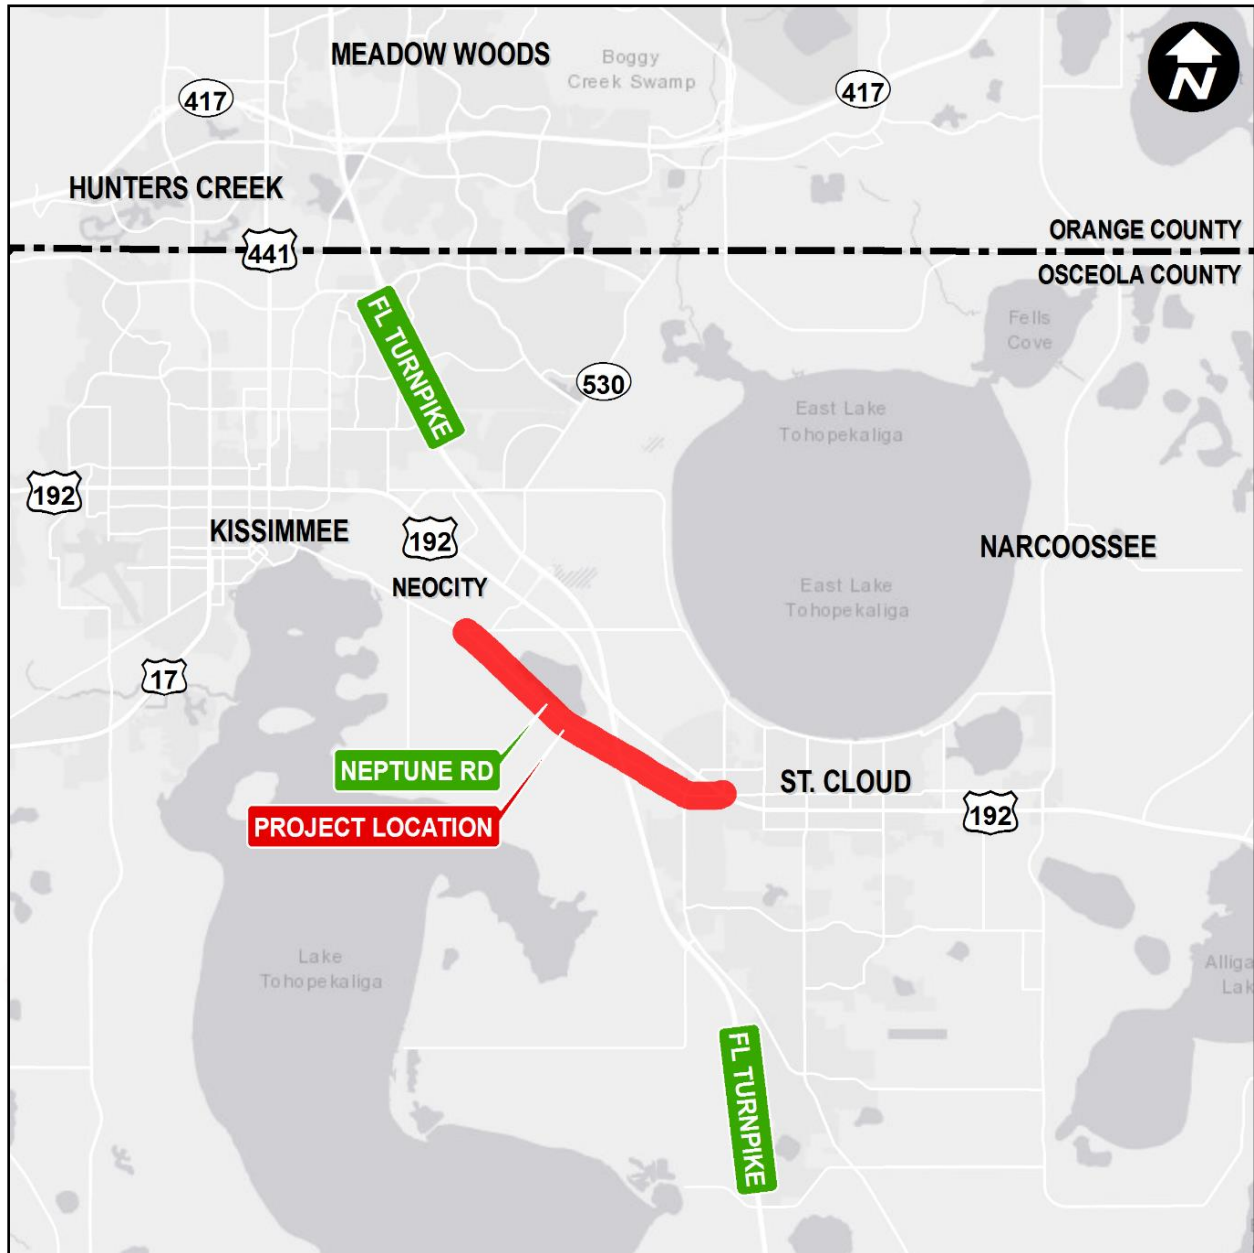 MEADOW WOODS
Boggy
Creek Swamp
N
417
417
HUNTERS CREEK
ORANGE COUNTY
441
OSCEOLA COUNTY
FL TURNPIKE
Fells
Cove
530
East Lake
Tohopekaliga
192
KISSIMMEE
192
NARCOOSSEE
NEOCITY
East Lake
Tohopekaliga
17
NEPTUNE RD
ST. CLOUD
PROJECT LOCATION
192
Lake
Tohopekaliga
Alliga
Lak
FL TURNPIKE